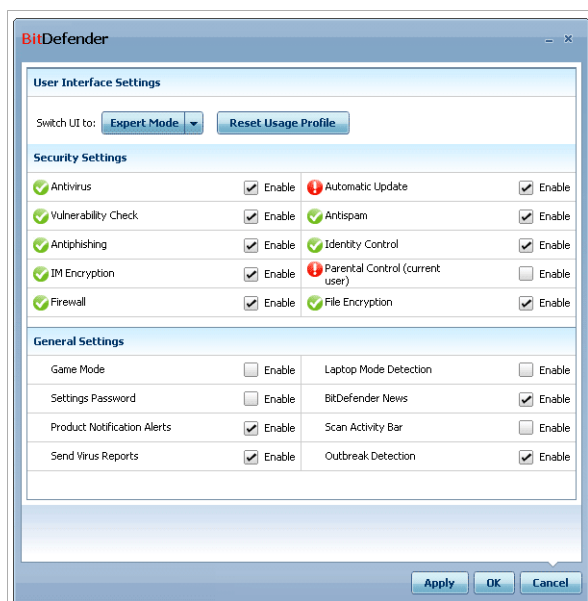 BitDefender
User Interface Settings
Switch UI to: Expert Mode Reset Usage Profile
Security Settings
Antivirus Enable Automatic Update Enable
Vulnerability Check Enable Antispam Enable
Antiphishing Enable Identity Control Enable
IM Encryption Enable Parental Control (current
user) Enable
Firewall Enable File Encryption Enable
General Settings
Game Mode Enable Laptop Mode Detection Enable
Settings Password Enable BitDefender News Enable
Product Notification Alerts Enable Scan Activity Bar Enable
Send Virus Reports Enable Outbreak Detection Enable
Apply OK Cancel